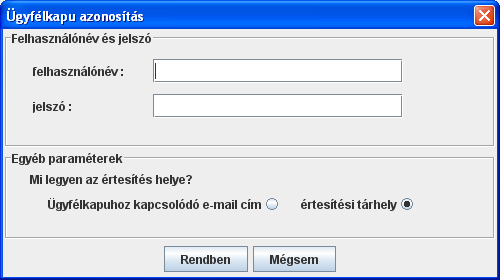 Ügyfélkapu azonosítás
Felhasználónév és jelszó
felhasználónév :
jelszó :
Egyéb paraméterek
Mi legyen az értesítés helye?
Ügyfélkapuhoz kapcsolódó e-mail cím értesítési tárhely
Rendben Mégsem